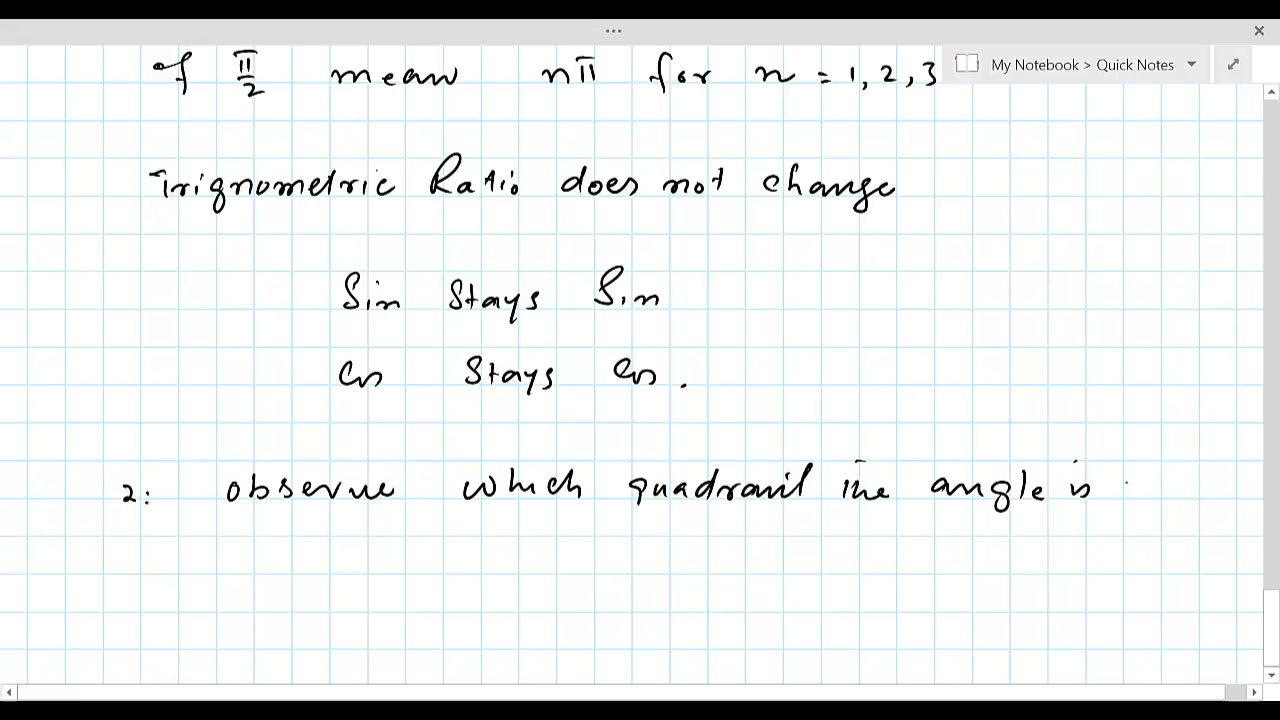 ...
My Notebook > Quick Notes
of π/2 mean nπ for n = 1, 2, 3
Trignometric Ratio does not change
Sin stays Sin
Cos stays Cos.
2: observe which quadrant the angle is